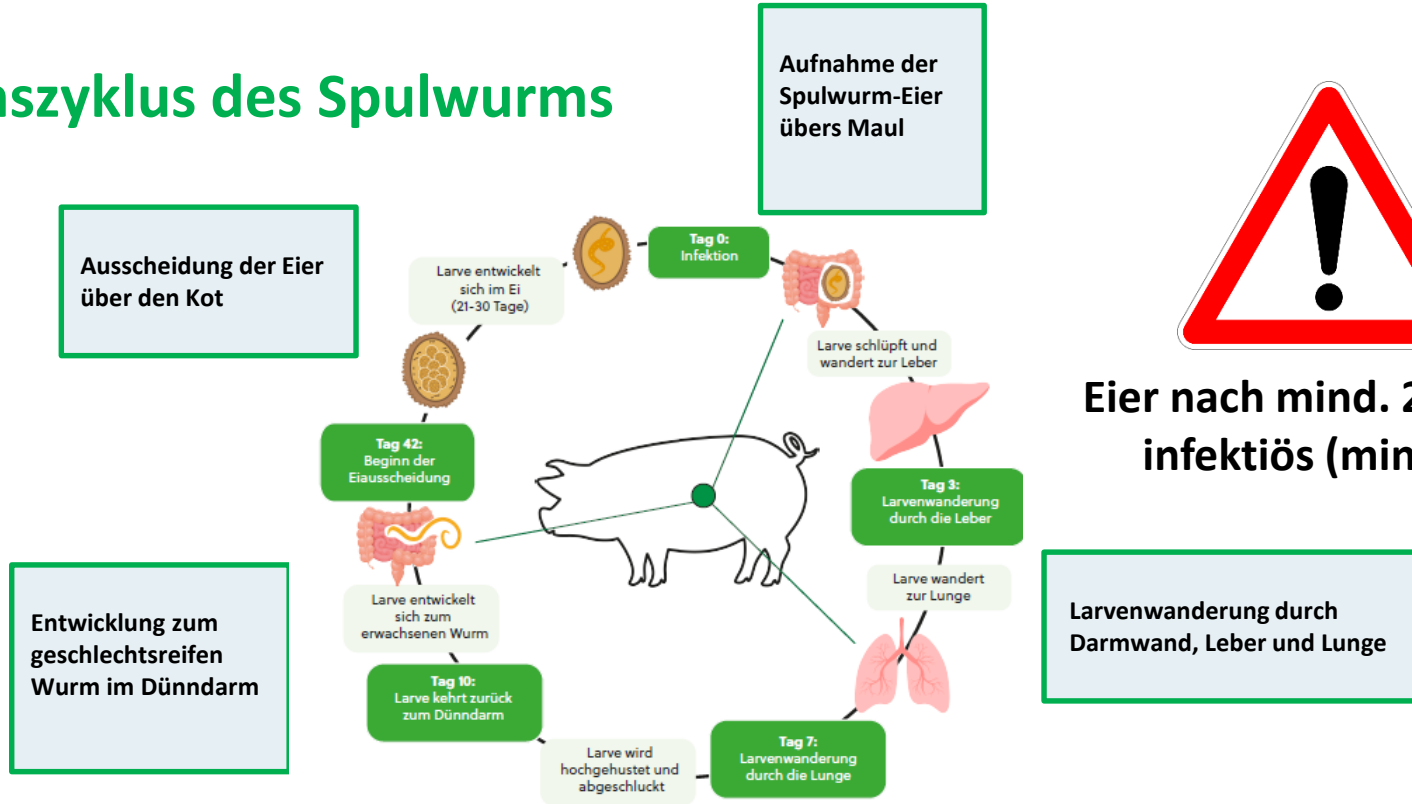 nszyklus des Spulwurms
Aufnahme der
Spulwurm-Eier
übers Maul
Ausscheidung der Eier
über den Kot
Tag 0:
Infektion
Larve entwickelt
sich im Ei
(21-30 Tage)
Larve schlüpft und
wandert zur Leber
Eier nach mind. 2
infektiös (min
Tag 42:
Beginn der
Eiausscheidung
Tag 3:
Larvenwanderung
durch die Leber
Larve wandert
zur Lunge
Larvenwanderung durch
Darmwand, Leber und Lunge
Larve entwickelt
sich zum
erwachsenen Wurm
Entwicklung zum
geschlechtsreifen
Wurm im Dünndarm
Tag 10:
Larve kehrt zurück
zum Dünndarm
Larve wird
hochgehustet und
abgeschluckt
Tag 7:
Larvenwanderung
durch die Lunge